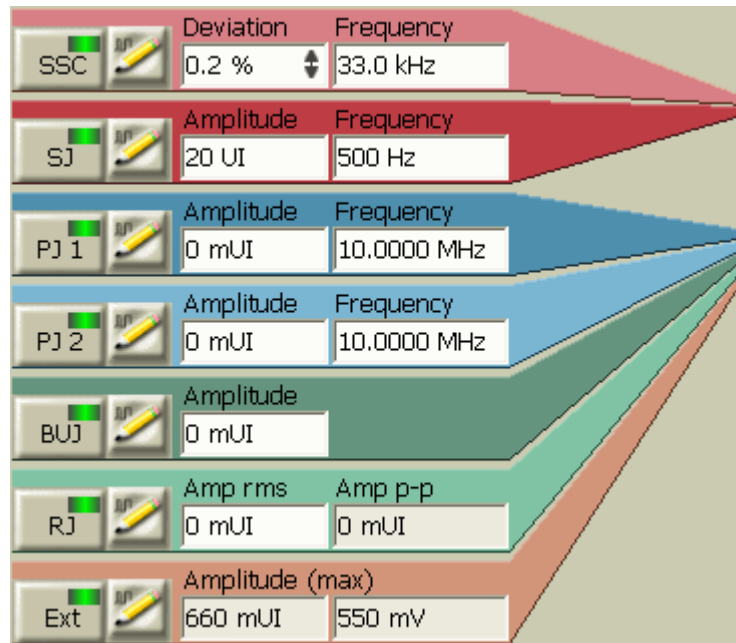 Deviation Frequency
SSC 0.2 % 33.0 kHz
Amplitude Frequency
SJ 20 UI 500 Hz
Amplitude Frequency
PJ 1 0 mUI 10.0000 MHz
Amplitude Frequency
PJ 2 0 mUI 10.0000 MHz
Amplitude
BUJ 0 mUI
Amp rms Amp p-p
RJ 0 mUI 0 mUI
Amplitude (max)
Ext 660 mUI 550 mV